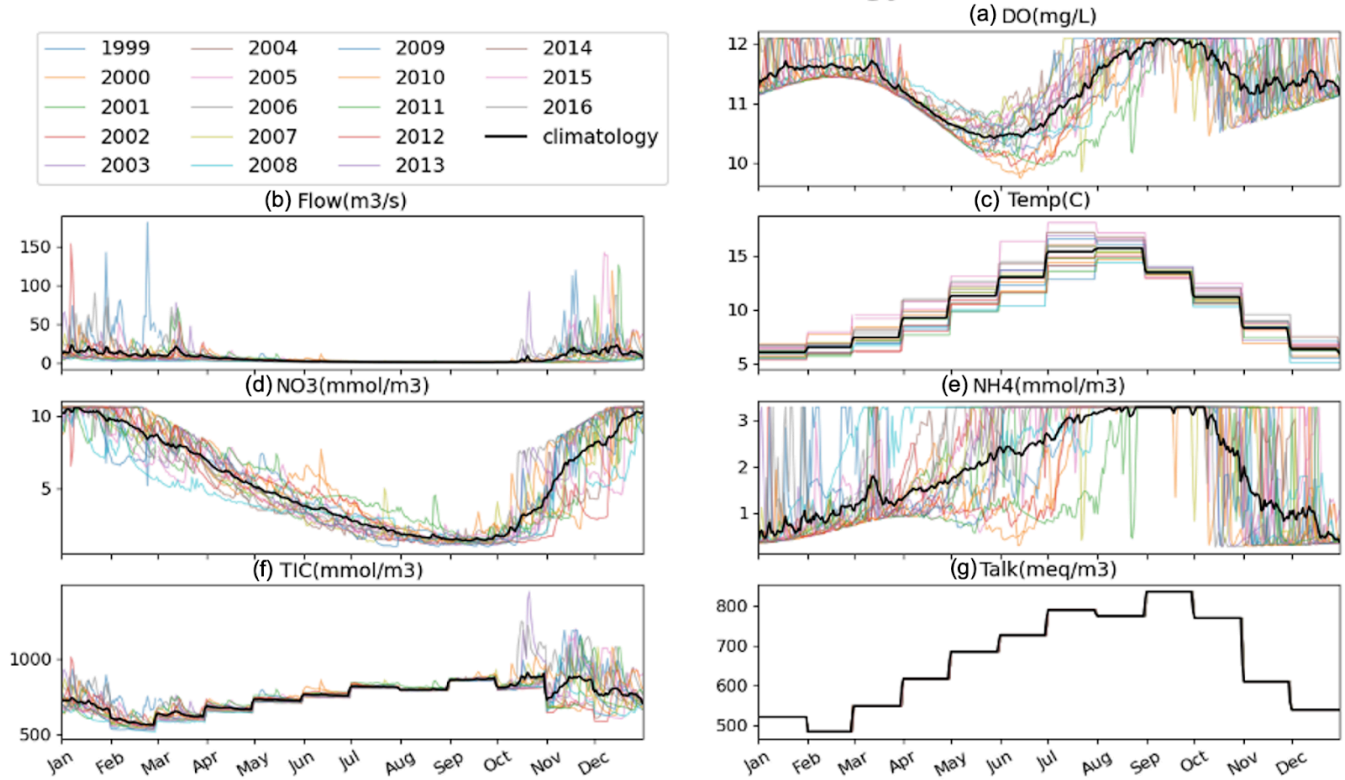 (a) DO(mg/L)
1999 2004 2009 2014
2000 2005 2010 2015
2001 2006 2011 2016
2002 2007 2012 climatology
2003 2008 2013
12
11
10
(b) Flow(m3/s)
150
100
50
0
(c) Temp(C)
15
10
5
(d) NO3(mmol/m3)
10
5
(e) NH4(mmol/m3)
3
2
1
(f) TIC(mmol/m3)
1000
500
Jan Feb Mar Apr May Jun Jul Aug Sep Oct Nov Dec
(g) Talk(meq/m3)
800
700
600
500
Jan Feb Mar Apr May Jun Jul Aug Sep Oct Nov Dec